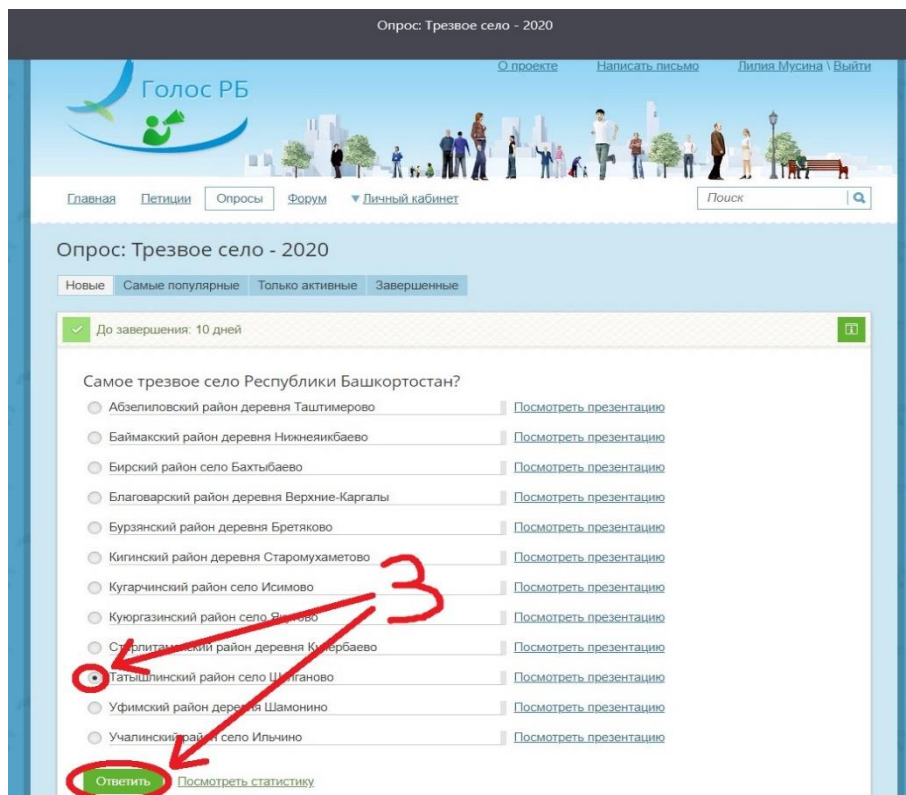 Опрос: Трезвое село - 2020
О проекте Написать письмо Лилия Мусина \ Выйти
Голос РБ
Главная Петиции Опросы Форум ▼ Личный кабинет Поиск
Опрос: Трезвое село - 2020
Новые Самые популярные Только активные Завершенные
До завершения: 10 дней
Самое трезвое село Республики Башкортостан?
Абзелиловский район деревня Таштимерово Посмотреть презентацию
Баймакский район деревня Нижнеяикбаево Посмотреть презентацию
Бирский район село Бахтыбаево Посмотреть презентацию
Благоварский район деревня Верхние-Каргалы Посмотреть презентацию
Бурзянский район деревня Бретяково Посмотреть презентацию
Кигинский район деревня Старомухаметово Посмотреть презентацию
3
Кугарчинский район село Исимово Посмотреть презентацию
Куюргазинский район село Посмотреть презентацию
район деревня Посмотреть презентацию
Татышлинский район село Посмотреть презентацию
Уфимский район деревня Шамонино Посмотреть презентацию
Учалинский район село Ильчино Посмотреть презентацию
Ответить Посмотреть статистику